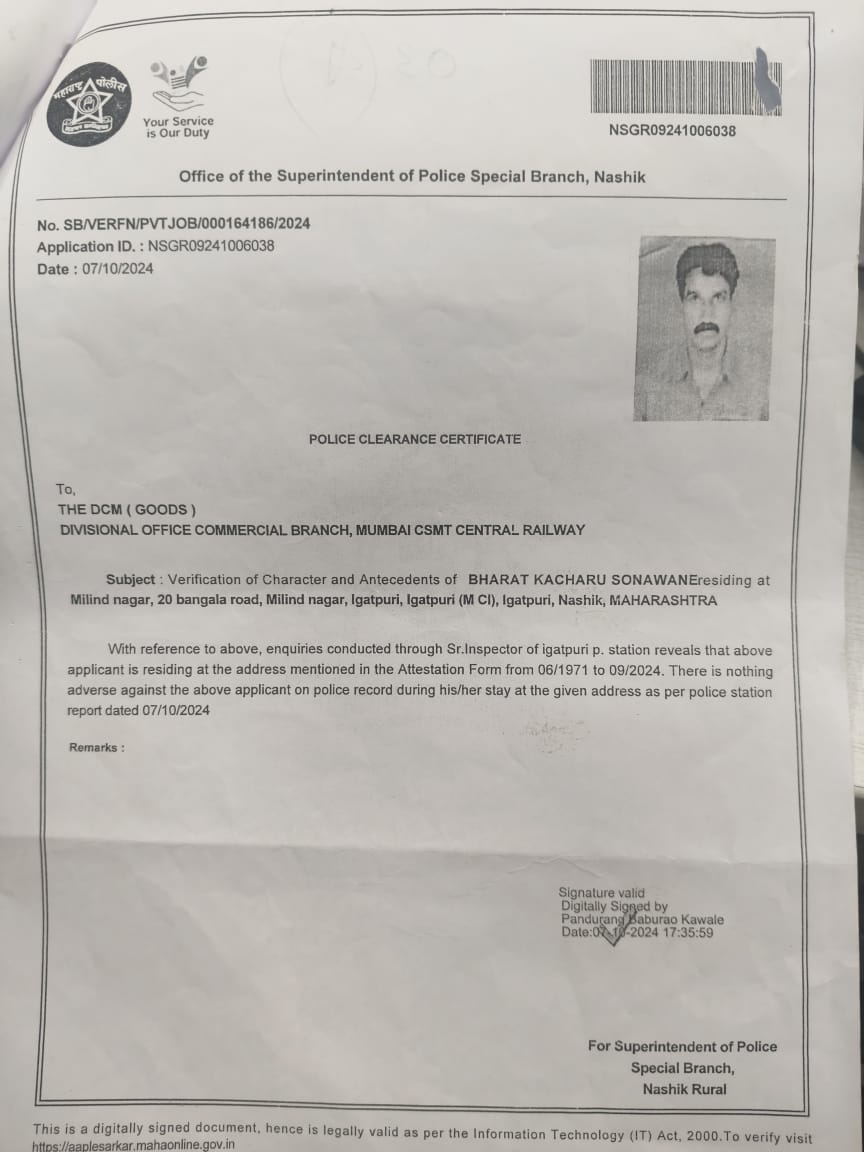 महाराष्ट्र पोलीस
Your Service
is Our Duty
NSGR09241006038
Office of the Superintendent of Police Special Branch, Nashik
No. SB/VERFN/PVTJOB/000164186/2024
Application ID. : NSGR09241006038
Date : 07/10/2024
POLICE CLEARANCE CERTIFICATE
To,
THE DCM ( GOODS )
DIVISIONAL OFFICE COMMERCIAL BRANCH, MUMBAI CSMT CENTRAL RAILWAY
Subject : Verification of Character and Antecedents of BHARAT KACHARU SONAWANEresiding at
Milind nagar, 20 bangala road, Milind nagar, Igatpuri, Igatpuri (M Cl), Igatpuri, Nashik, MAHARASHTRA
With reference to above, enquiries conducted through Sr.Inspector of igatpuri p. station reveals that above
applicant is residing at the address mentioned in the Attestation Form from 06/1971 to 09/2024. There is nothing
adverse against the above applicant on police record during his/her stay at the given address as per police station
report dated 07/10/2024
Remarks :
Signature valid
Digitally Signed by
Pandurang Baburao Kawale
Date:07-10-2024 17:35:59
For Superintendent of Police
Special Branch,
Nashik Rural
This is a digitally signed document, hence is legally valid as per the Information Technology (IT) Act, 2000.To verify visit
https://aaplesarkar.mahaonline.gov.in